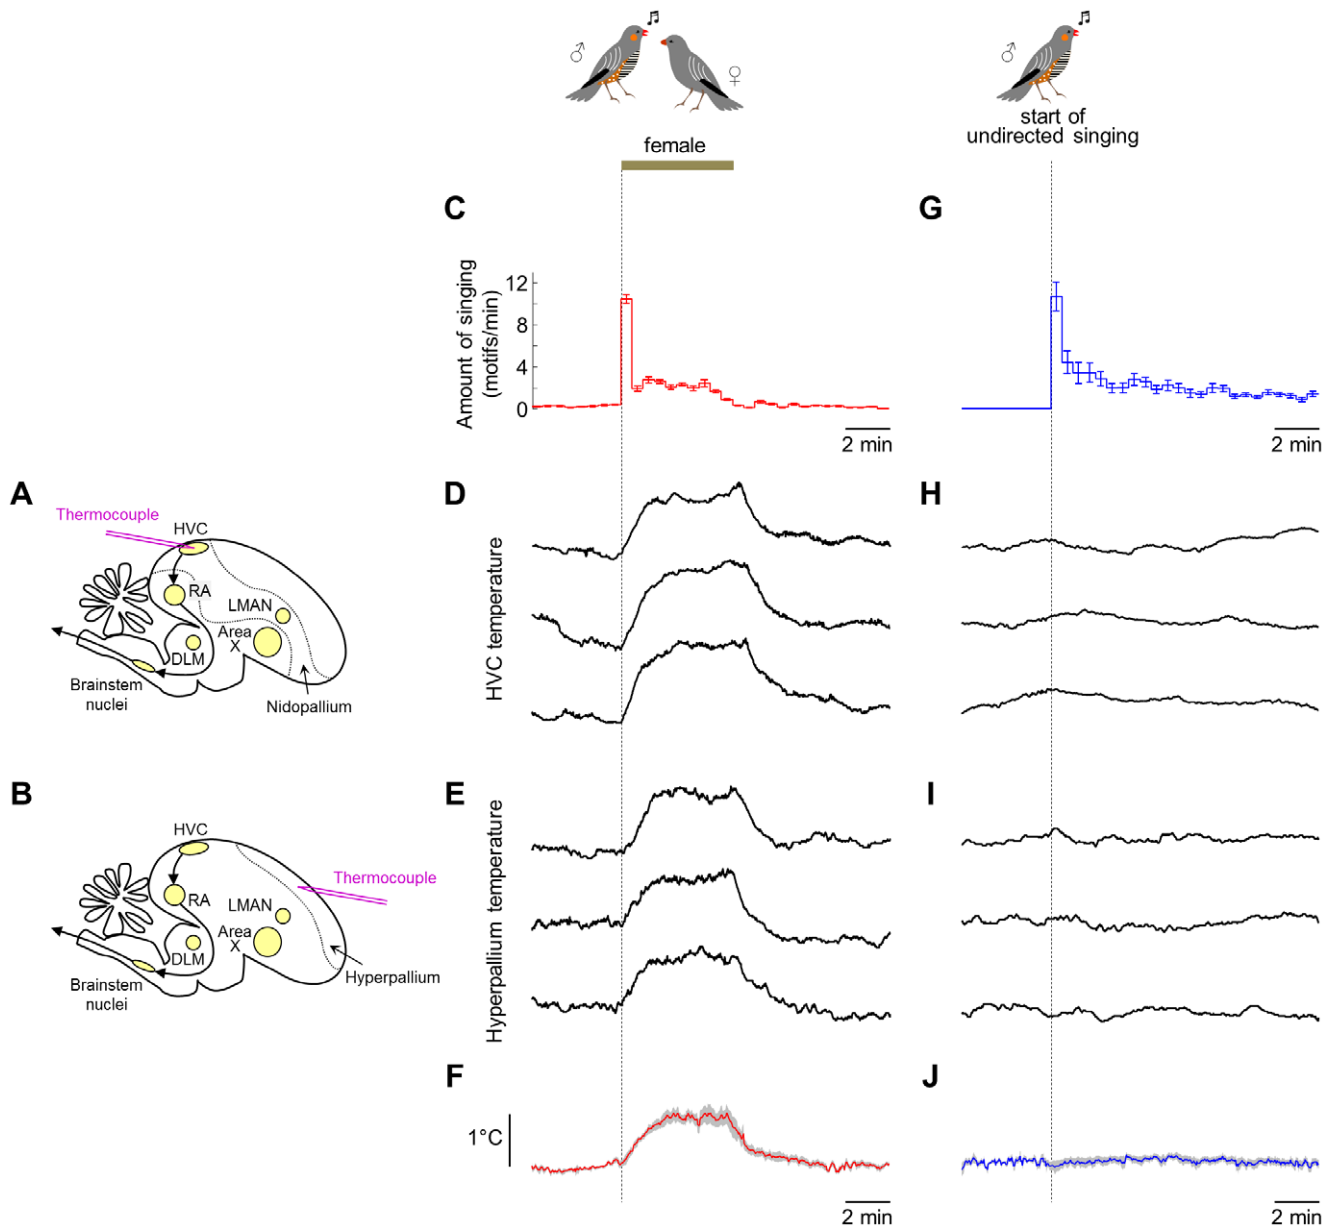 ♂
♀
♂
start of
undirected singing
female
C
G
Amount of singing
(motifs/min)
12
8
4
0
2 min
2 min
A
D
H
Thermocouple
HVC
RA
LMAN
Area
X
DLM
Brainstem
nuclei
Nidopallium
HVC temperature
B
E
I
HVC
Thermocouple
RA
LMAN
Area
X
DLM
Brainstem
nuclei
Hyperpallium
Hyperpallium temperature
F
J
1°C
2 min
2 min